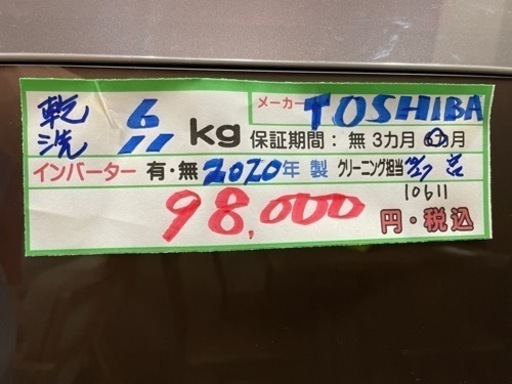 乾 6 メーカー TOSHIBA
洗 11 kg 保証期間：無 3カ月 6カ月
インバーター 有・無 2020年 製 クリーニング担当 12/27
10611
98,000 円・税込